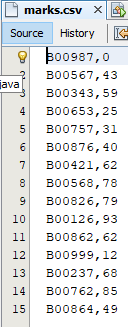 marks.csv
Source History
java
B00987,0
2 B00567,43
3 B00343,59
4 B00653,25
5 B00757,31
6 B00876,40
7 B00421,62
8 B00568,78
9 B00826,79
10 B00126,93
11 B00862,62
12 B00999,12
13 B00237,68
14 B00762,85
15 B00864,49